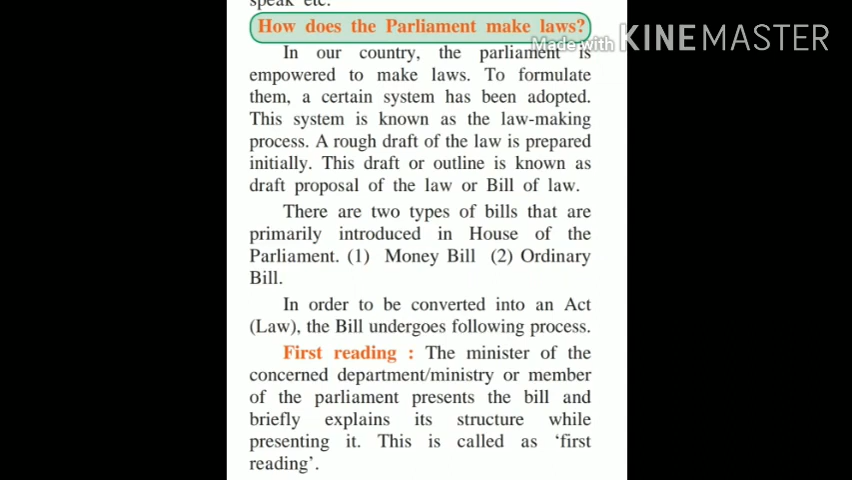 speak etc.
How does the Parliament make laws?
Made with KINEMASTER
In our country, the parliament is
empowered to make laws. To formulate
them, a certain system has been adopted.
This system is known as the law-making
process. A rough draft of the law is prepared
initially. This draft or outline is known as
draft proposal of the law or Bill of law.
There are two types of bills that are
primarily introduced in House of the
Parliament. (1) Money Bill (2) Ordinary
Bill.
In order to be converted into an Act
(Law), the Bill undergoes following process.
First reading : The minister of the
concerned department/ministry or member
of the parliament presents the bill and
briefly explains its structure while
presenting it. This is called as ‘first
reading’.